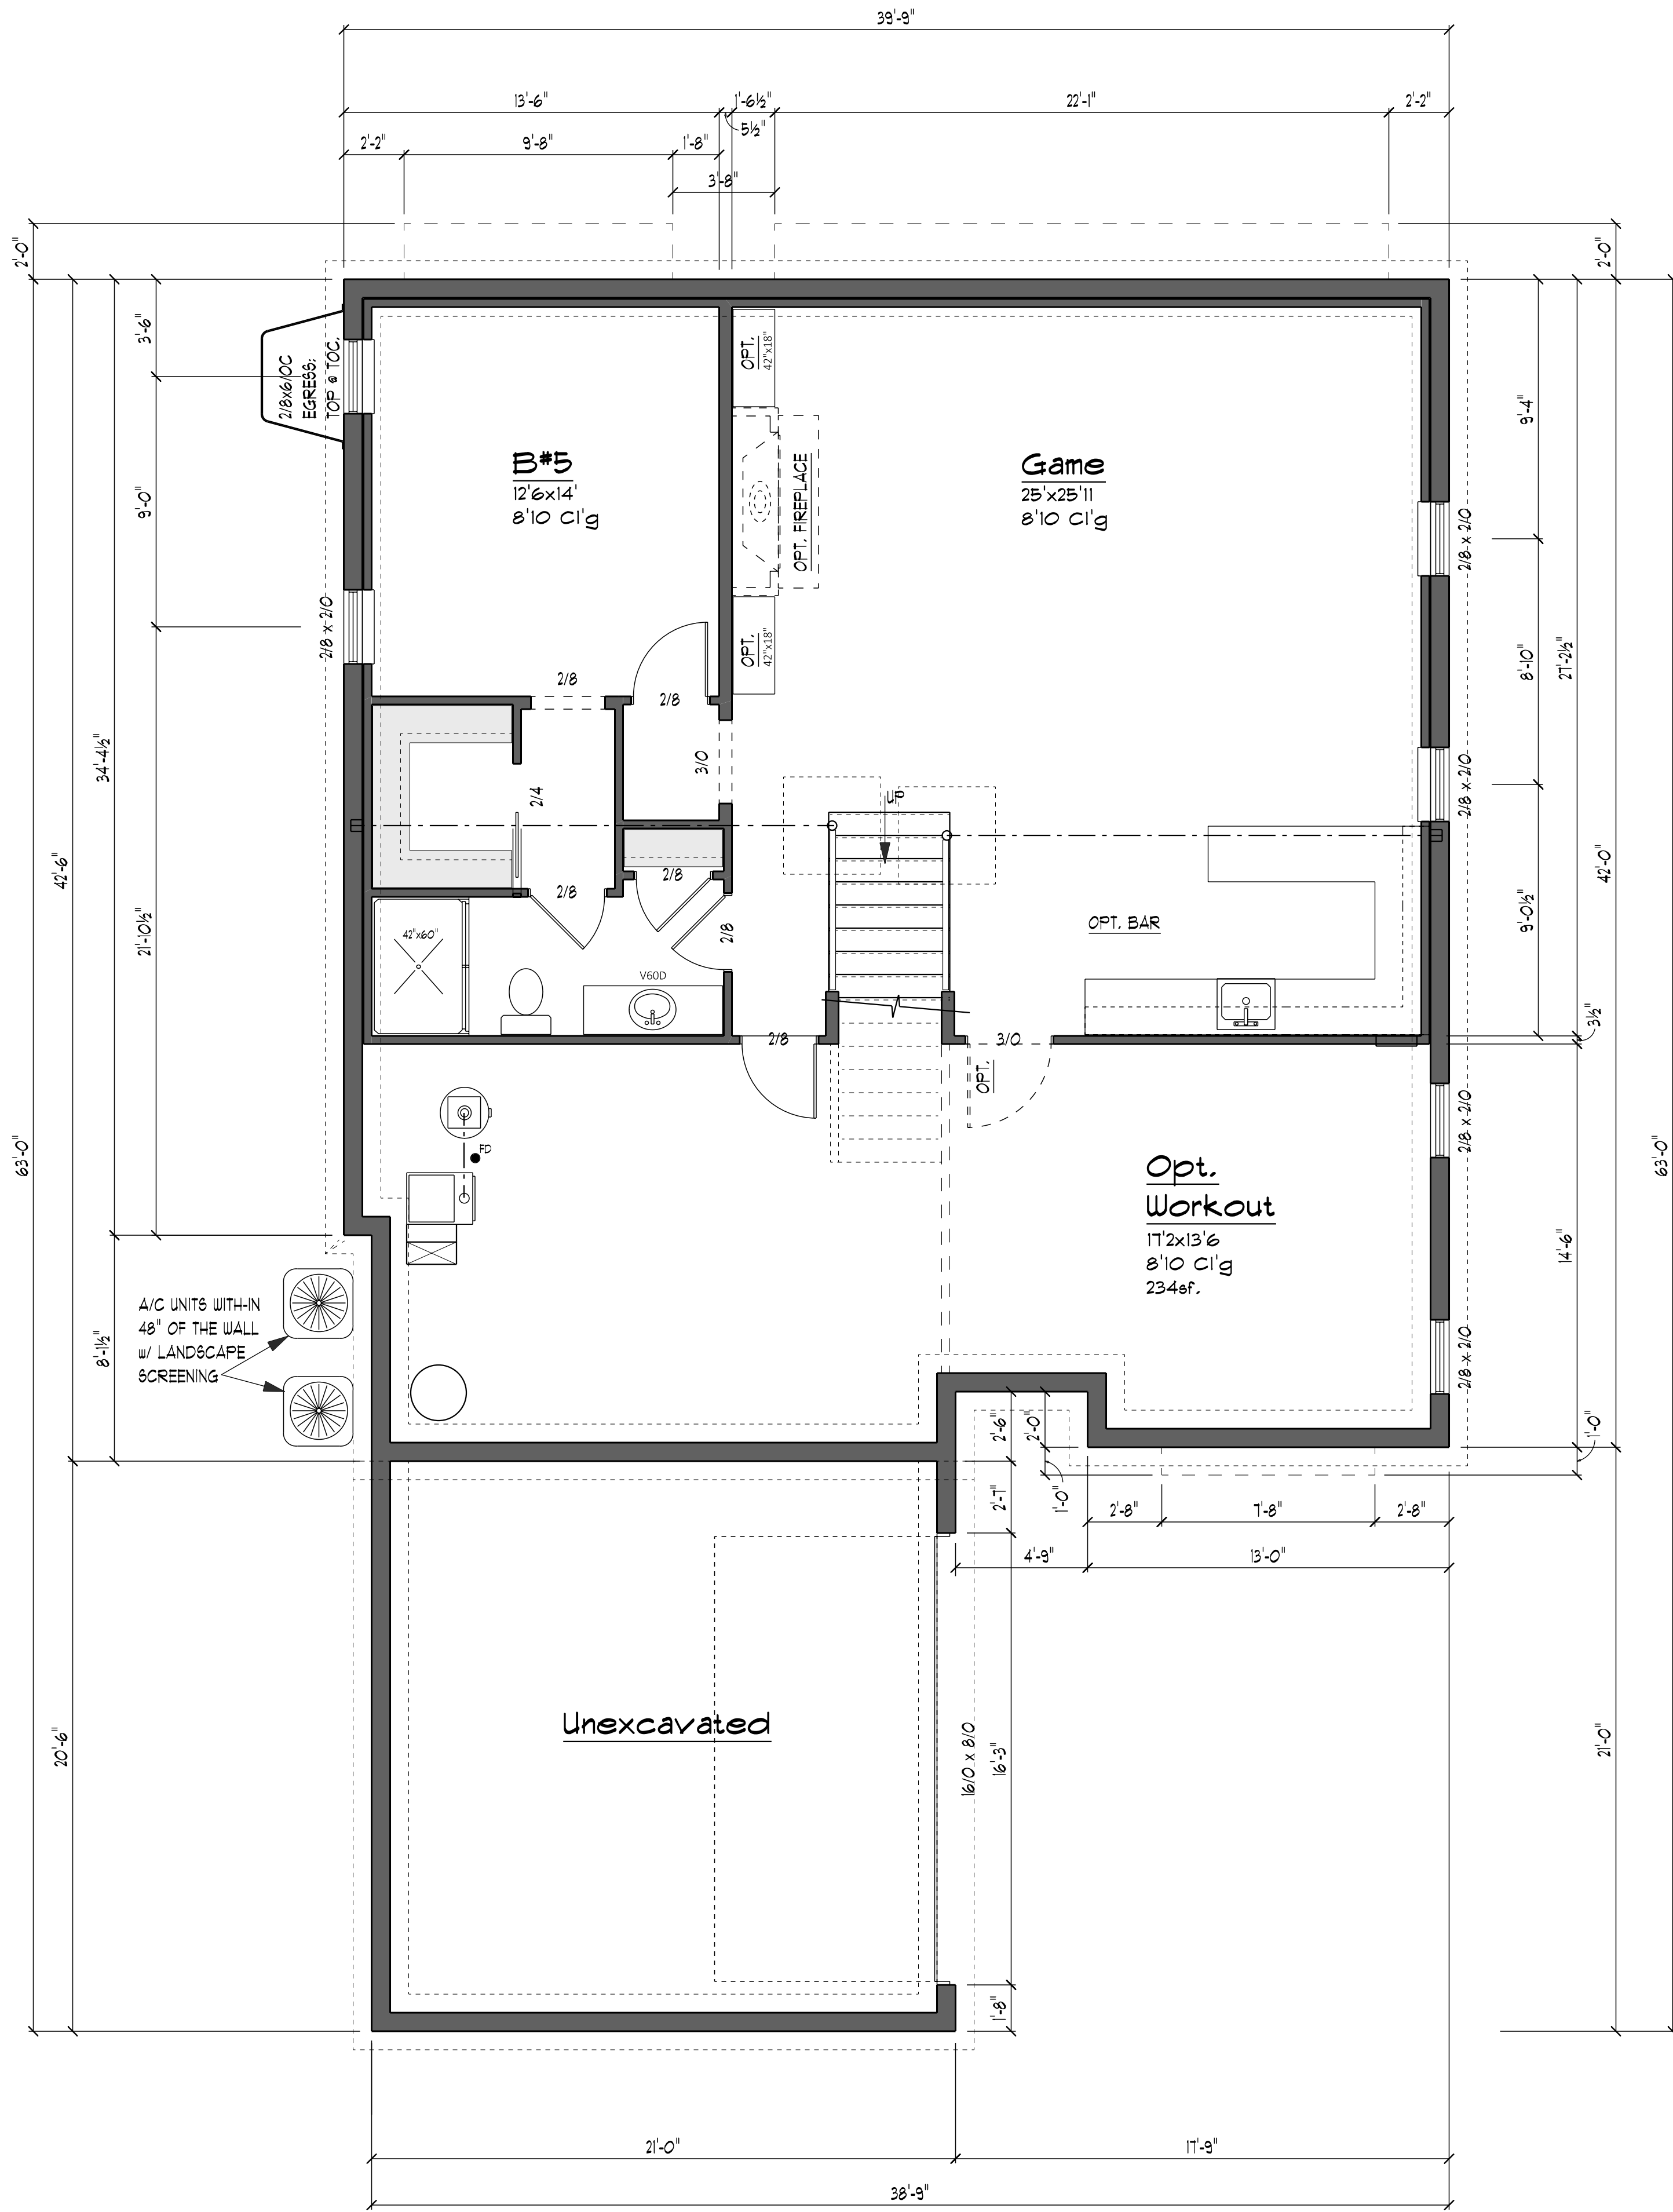 39'-9"
13'-6"
1'-6½"
22'-1"
2'-2"
5½"
2'-2"
9'-8"
1'-8"
3'-8"
2'-0"
2'-0"
3'-6"
2/8x6/0C
EGRESS:
TOP @ TOC.
OPT.
42"x18"
9'-4"
B#5
12'6x14'
8'10 Cl'g
Game
25'x25'11
8'10 Cl'g
OPT. FIREPLACE
9'-0"
2/8 x 2/0
2/8 x 2/0
OPT.
42"x18"
8'-10"
27'-2½"
2/8
2/8
34'-4½"
3/0
2/4
UP
2/8 x 2/0
42'-6"
42'-0"
2/8
2/8
21'-10½"
42"x60"
2/8
OPT. BAR
9'-0½"
V60D
3½"
2/8
3/0
OPT.
FD
2/8 x 2/0
63'-0"
63'-0"
Opt.
Workout
17'2x13'6
8'10 Cl'g
234sf.
14'-6"
A/C UNITS WITH-IN
48" OF THE WALL
w/ LANDSCAPE
SCREENING
8'-1½"
2/8 x 2/0
2'-6"
2'-0"
1'-0"
2'-7"
1'-0"
2'-8"
7'-8"
2'-8"
4'-9"
13'-0"
Unexcavated
20'-6"
16/0 x 8/0
16'-3"
21'-0"
1'-8"
21'-0"
17'-9"
38'-9"